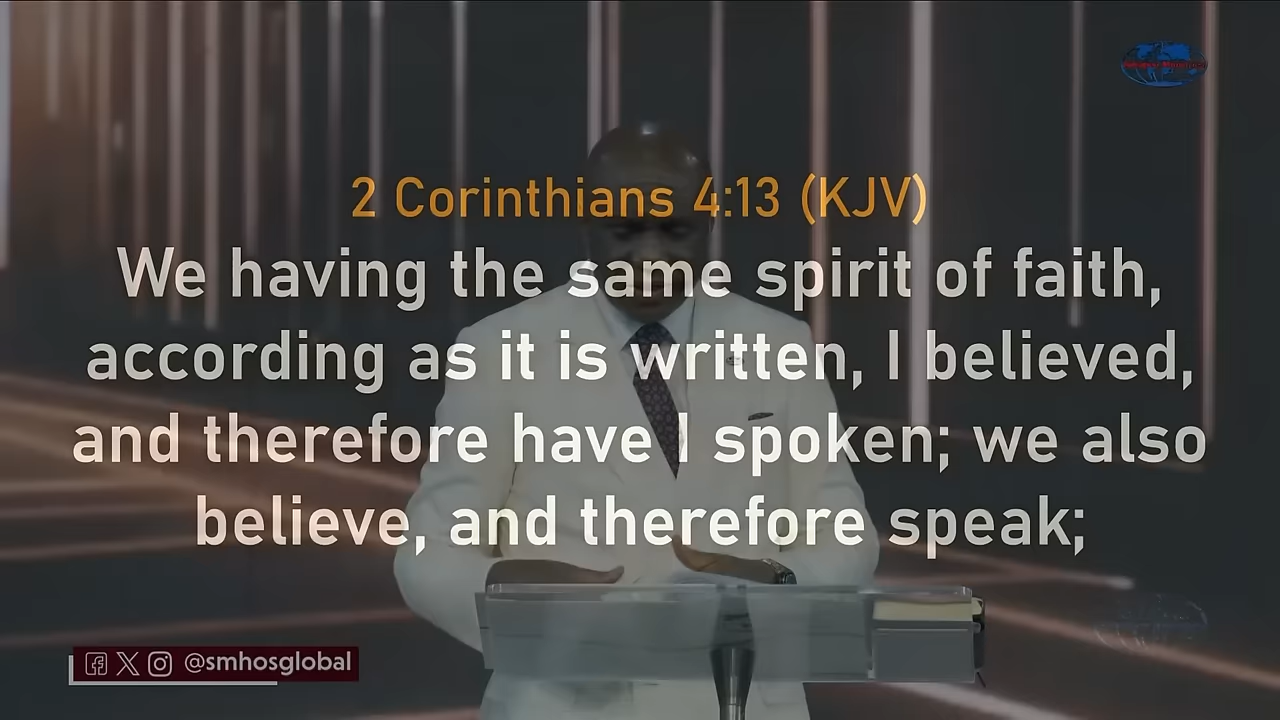 2 Corinthians 4:13 (KJV)
We having the same spirit of faith,
according as it is written, I believed,
and therefore have I spoken; we also
believe, and therefore speak;
@smhosglobal